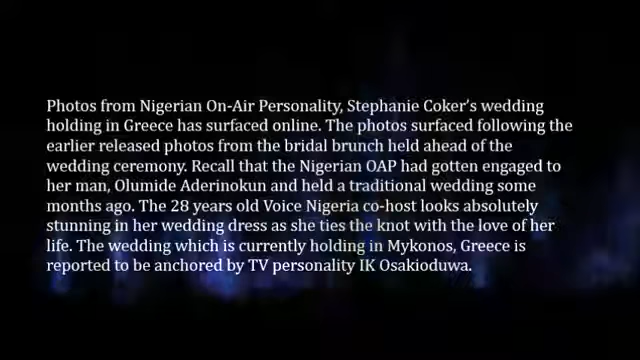 Photos from Nigerian On-Air Personality, Stephanie Coker's wedding
holding in Greece has surfaced online. The photos surfaced following the
earlier released photos from the bridal brunch held ahead of the
wedding ceremony. Recall that the Nigerian OAP had gotten engaged to
her man, Olumide Aderinokun and held a traditional wedding some
months ago. The 28 years old Voice Nigeria co-host looks absolutely
stunning in her wedding dress as she ties the knot with the love of her
life. The wedding which is currently holding in Mykonos, Greece is
reported to be anchored by TV personality IK Osakioduwa.